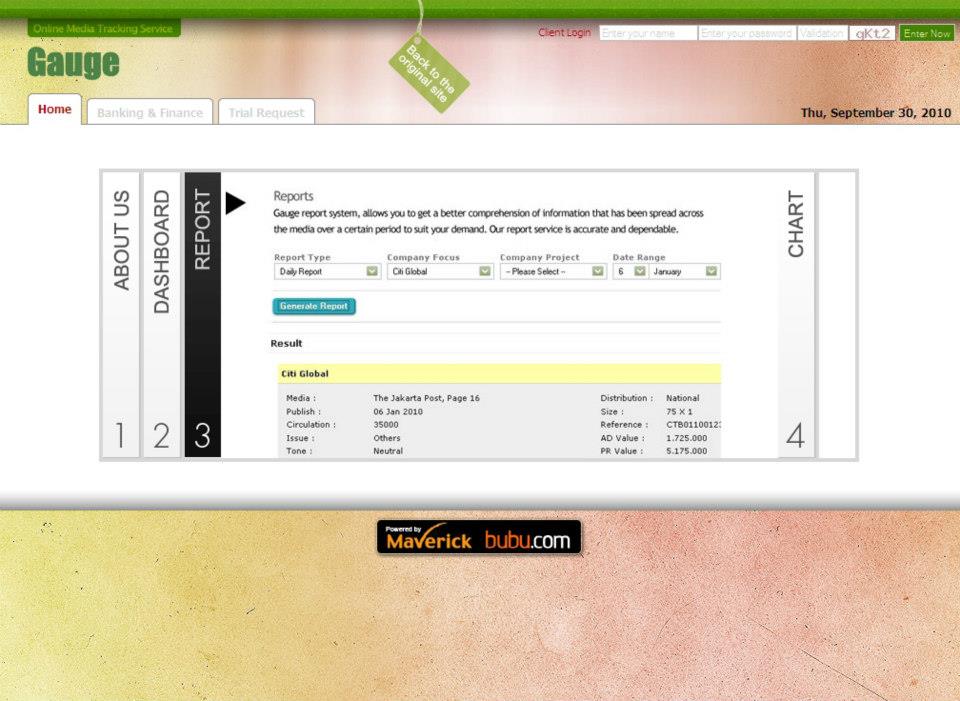 Online Media Tracking Service
Gauge
Back to the
original site
Client Login Enter your name Enter your password Validation qKt2 Enter Now
Home Banking & Finance Trial Request
Thu, September 30, 2010
ABOUT US
1
DASHBOARD
2
REPORT
3
Reports
Gauge report system, allows you to get a better comprehension of information that has been spread across
the media over a certain period to suit your demand. Our report service is accurate and dependable.
Report Type Company Focus Company Project Date Range
Daily Report Citi Global -- Please Select -- 6 January
Generate Report
Result
Citi Global
Media : The Jakarta Post, Page 16 Distribution : National
Publish : 06 Jan 2010 Size : 75 X 1
Circulation : 35000 Reference :
Issue : Others AD Value : 1.725.000
Tone : Neutral PR Value : 5.175.000
CHART
4
Powered by
Maverick bubu.com